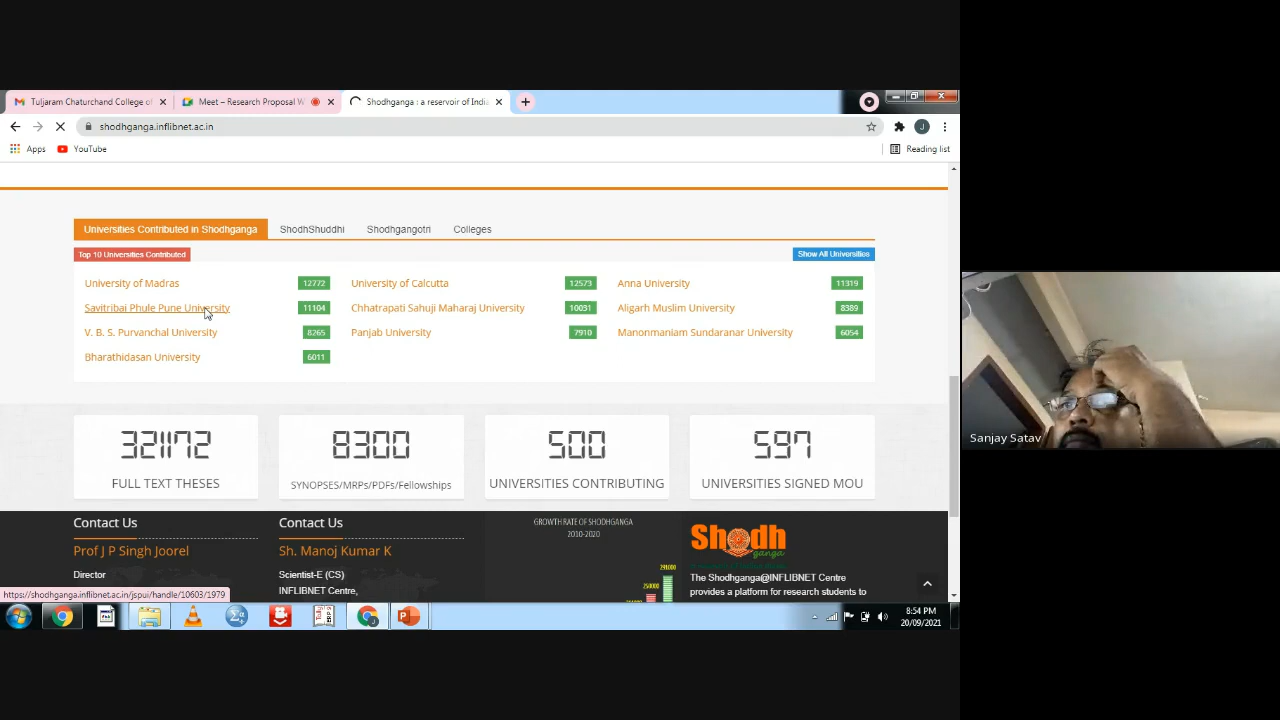 Tuljaram Chaturchand College of
Meet – Research Proposal W
Shodhganga : a reservoir of India
shodhganga.inflibnet.ac.in
J
Apps
YouTube
Reading list
Universities Contributed in Shodhganga
ShodhShuddhi
Shodhgangotri
Colleges
Top 10 Universities Contributed
Show All Universities
University of Madras 12772
University of Calcutta 12573
Anna University 11319
Savitribai Phule Pune University 11104
Chhatrapati Sahuji Maharaj University 10031
Aligarh Muslim University 8389
V. B. S. Purvanchal University 8265
Panjab University 7910
Manonmaniam Sundaranar University 6054
Bharathidasan University 6011
321172
FULL TEXT THESES
8300
SYNOPSES/MRPs/PDFs/Fellowships
500
UNIVERSITIES CONTRIBUTING
597
UNIVERSITIES SIGNED MOU
Contact Us
Prof J P Singh Joorel
Director
Contact Us
Sh. Manoj Kumar K
Scientist-E (CS)
INFLIBNET Centre,
GROWTH RATE OF SHODHGANGA
2010-2020
291000
250000
Shodh
ganga
The Shodhganga@INFLIBNET Centre
provides a platform for research students to
https://shodhganga.inflibnet.ac.in/jspui/handle/10603/1979
8:54 PM
20/09/2021
Sanjay Satav